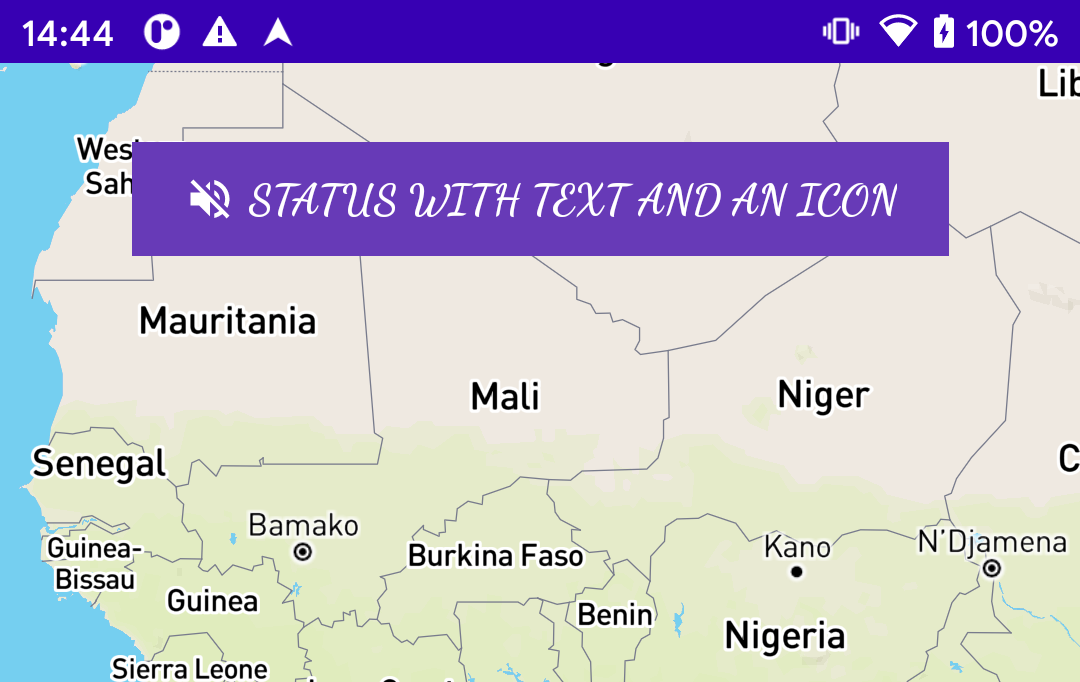 14:44
100%
Lib
Wes
Sah
STATUS WITH TEXT AND AN ICON
Mauritania
Mali
Niger
Senegal
C
Bamako
Guinea-
Bissau
Burkina Faso
Kano
N'Djamena
Guinea
Benin
Nigeria
Sierra Leone